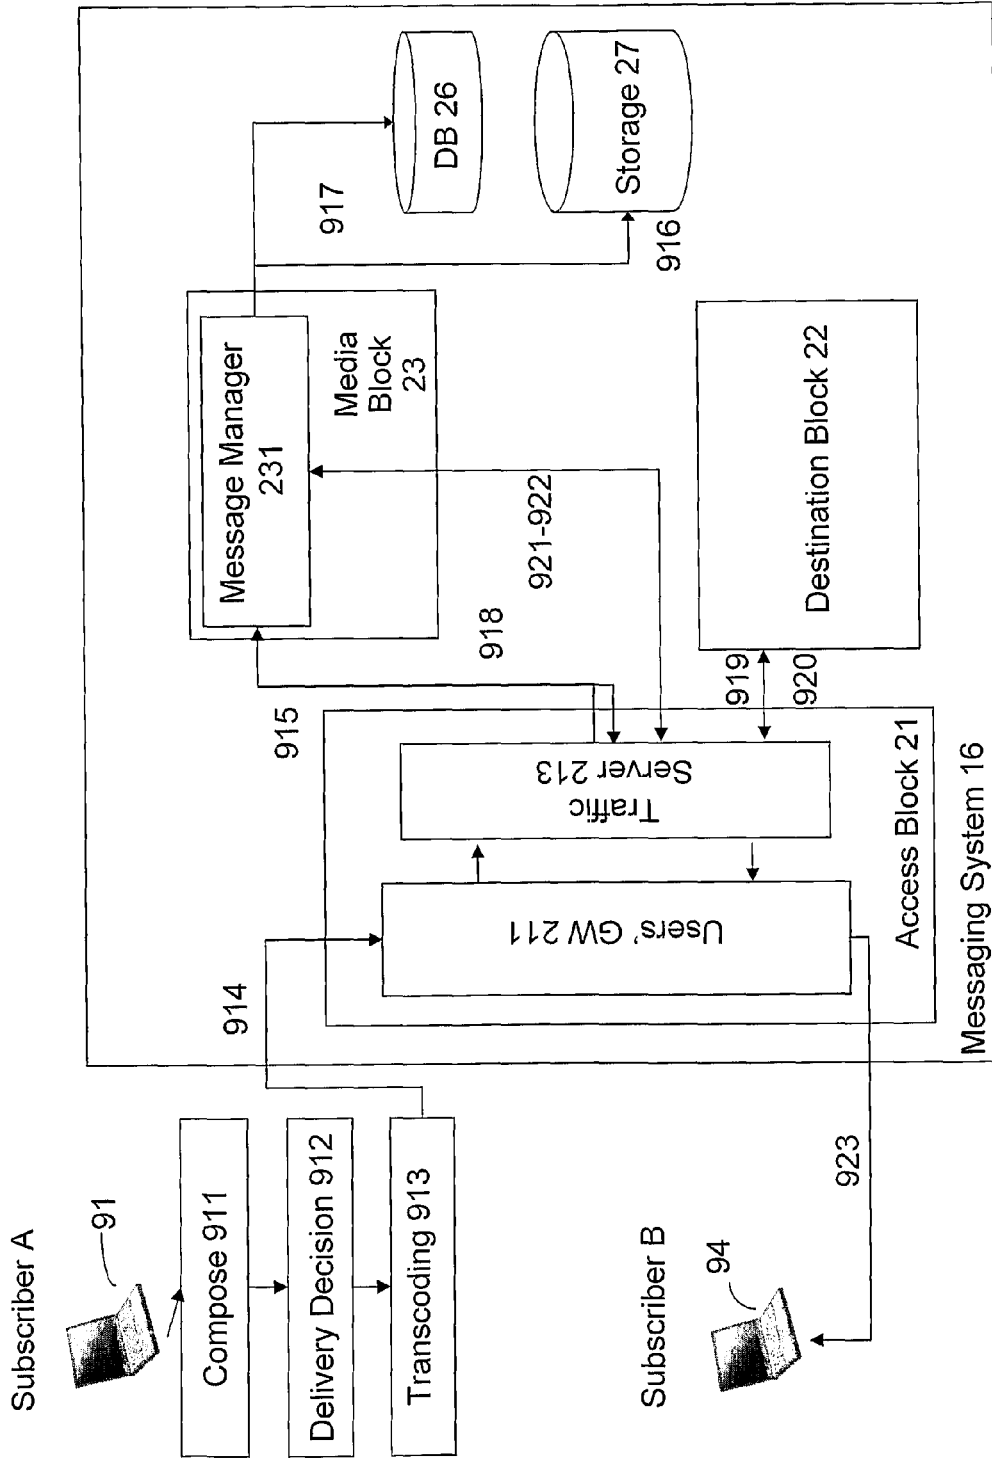 Subscriber A
91
Compose 911
Delivery Decision 912
Transcoding 913
914
Subscriber B
94
923
Messaging System 16
Access Block 21
Users' GW 211
Traffic
Server 213
915
918
921-922
919
920
Message Manager
231
Media
Block
23
917
916
DB 26
Storage 27
Destination Block 22